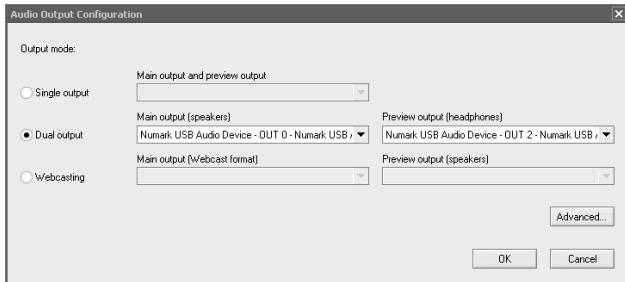 Audio Output Configuration
Output mode:
Main output and preview output
Single output
Main output (speakers) Preview output (headphones)
Dual output Numark USB Audio Device - OUT 0 - Numark USB Numark USB Audio Device - OUT 2 - Numark USB
Main output (Webcast format) Preview output (speakers)
Webcasting
Advanced...
OK Cancel